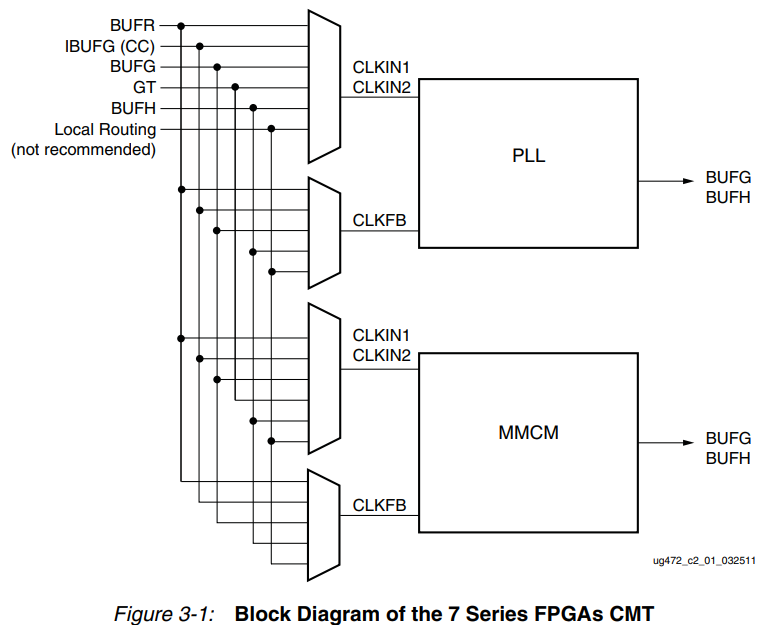 BUFR
IBUFG (CC)
BUFG
GT
BUFH
Local Routing
(not recommended)
CLKIN1
CLKIN2
PLL
BUFG
BUFH
CLKFB
CLKIN1
CLKIN2
MMCM
BUFG
BUFH
CLKFB
ug472_c2_01_032511
Figure 3-1: Block Diagram of the 7 Series FPGAs CMT